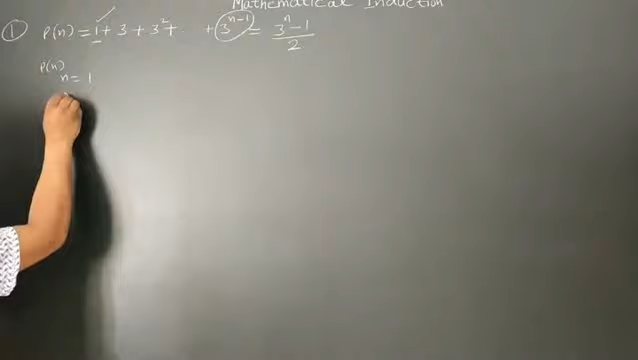 Mathematical Induction
① P(n) = 1 + 3 + 3² + .. + 3ⁿ⁻¹ = 3ⁿ-1/2
P(n)
n = 1